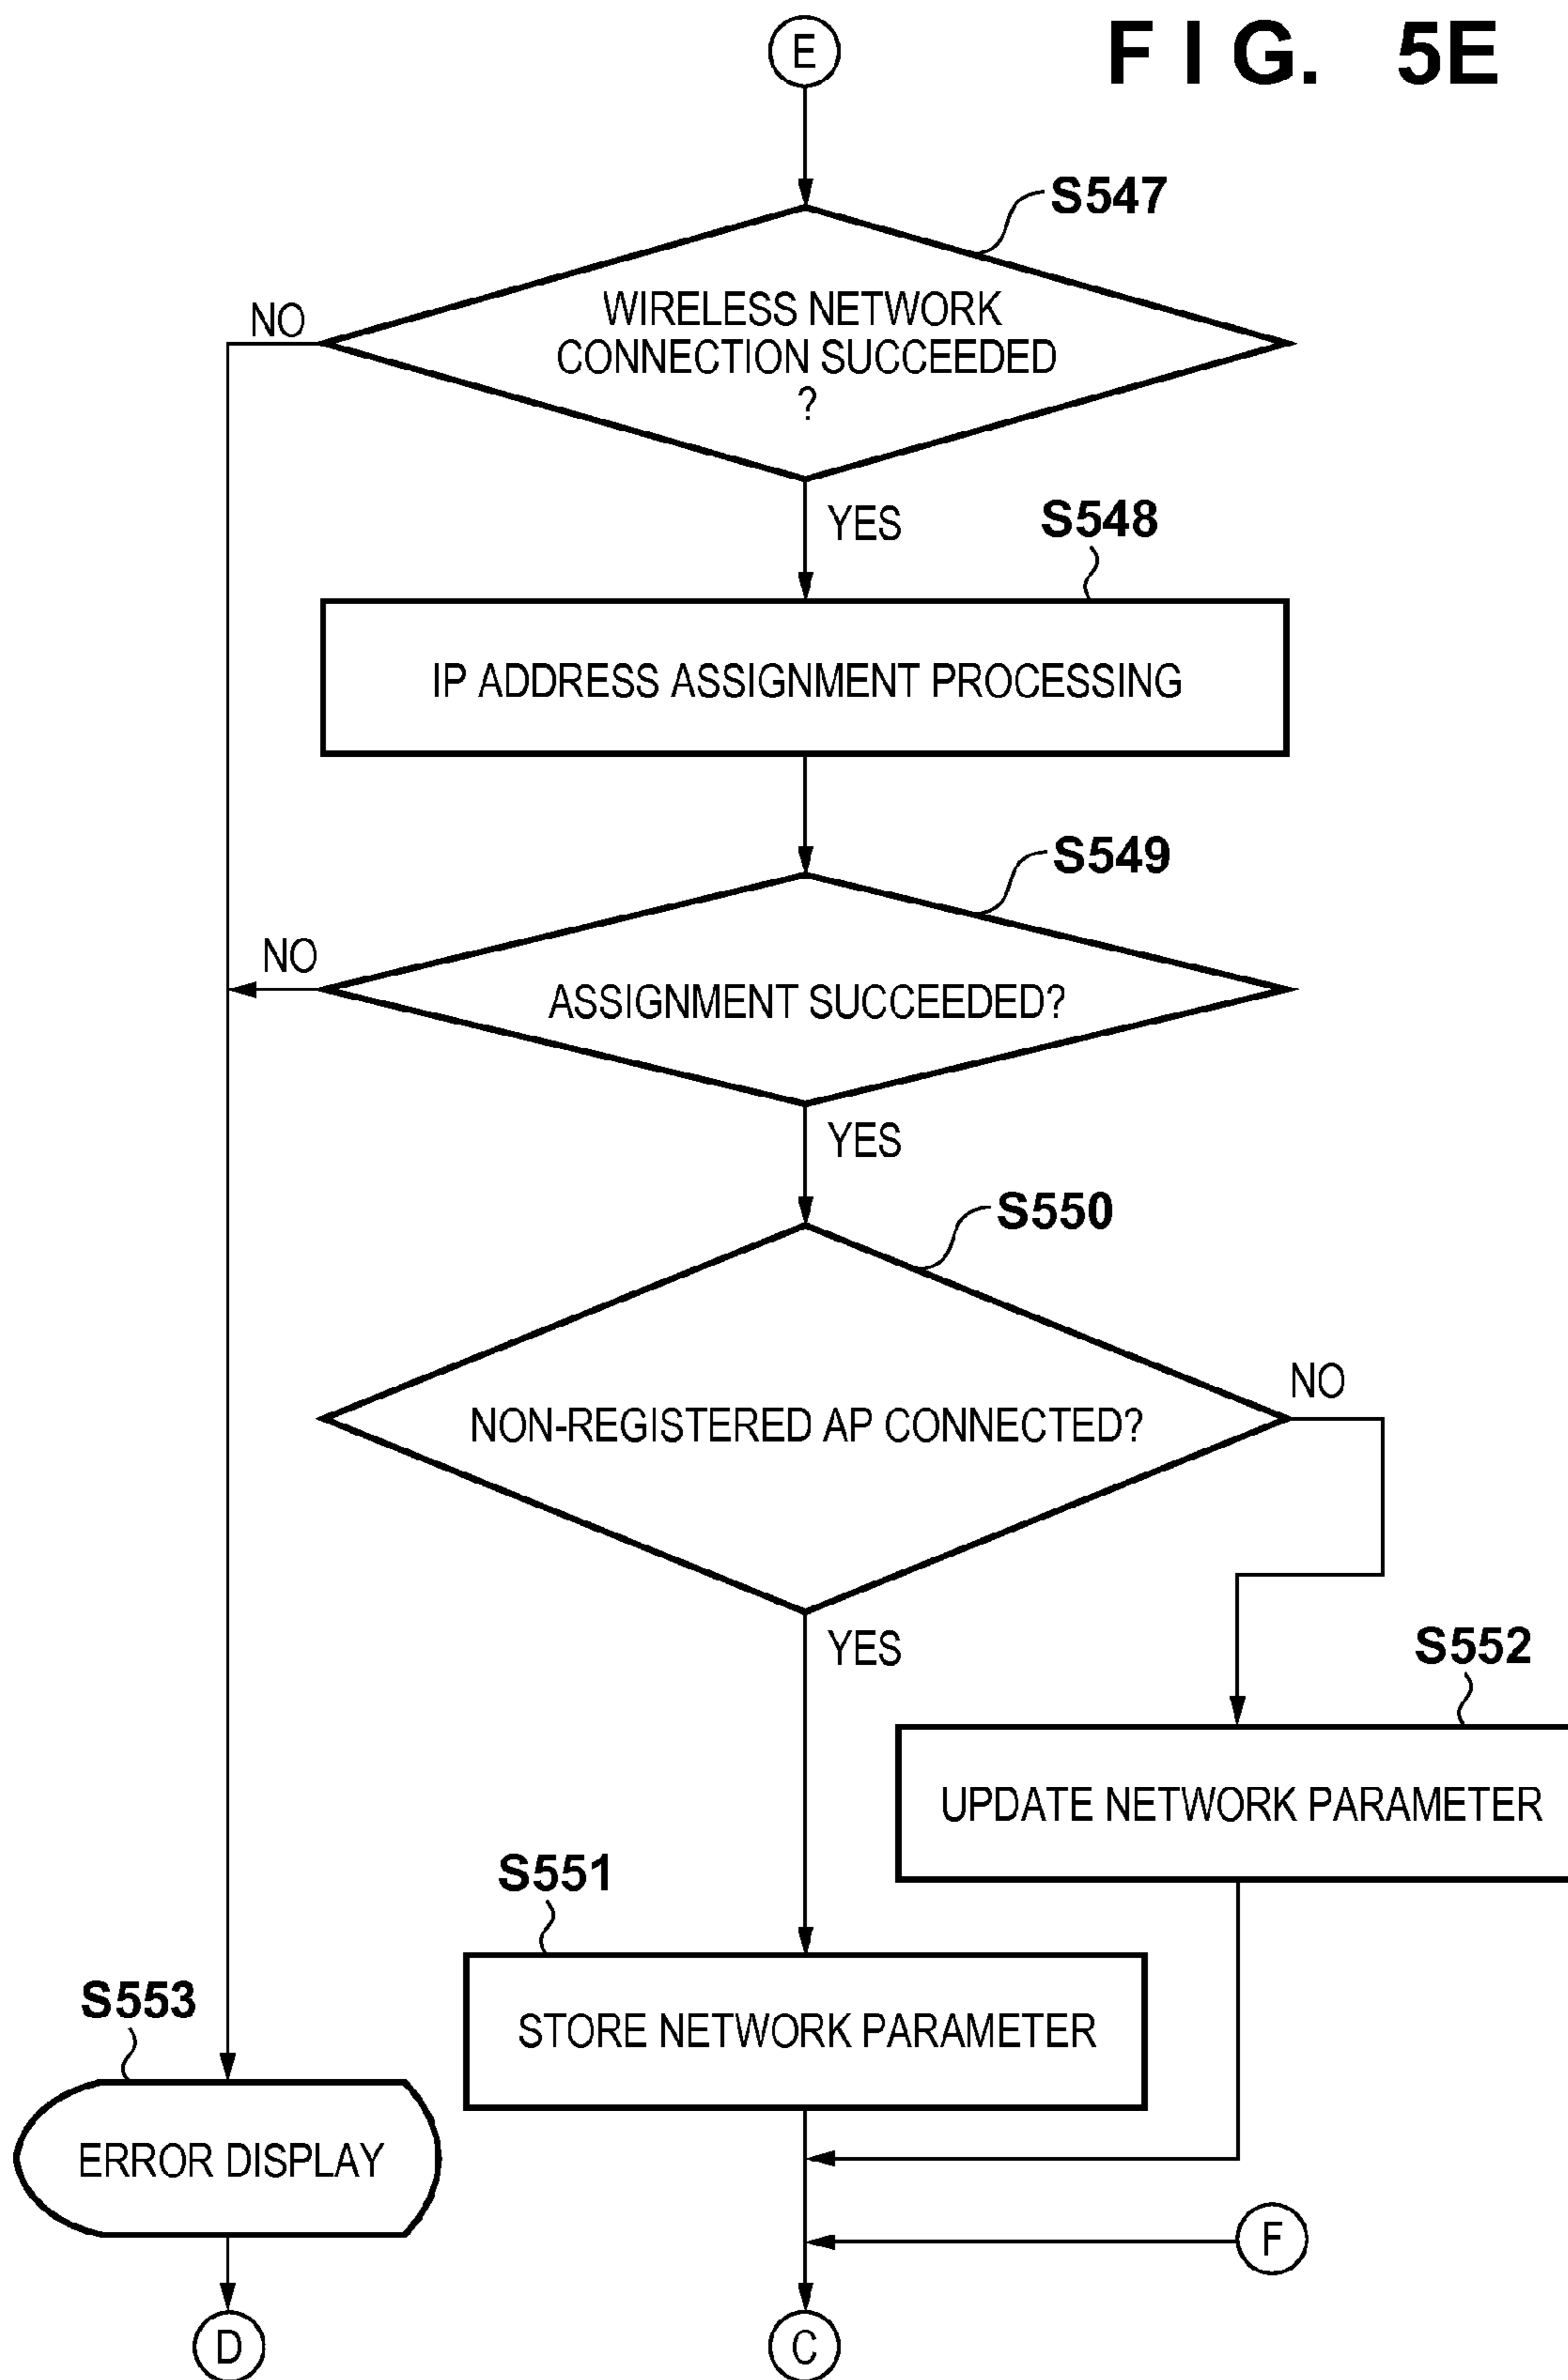 E
F I G. 5E
S547
WIRELESS NETWORK
CONNECTION SUCCEEDED
?
NO
YES
S548
IP ADDRESS ASSIGNMENT PROCESSING
S549
NO
ASSIGNMENT SUCCEEDED?
YES
S550
NON-REGISTERED AP CONNECTED?
NO
YES
S552
UPDATE NETWORK PARAMETER
S551
STORE NETWORK PARAMETER
S553
ERROR DISPLAY
F
D
C